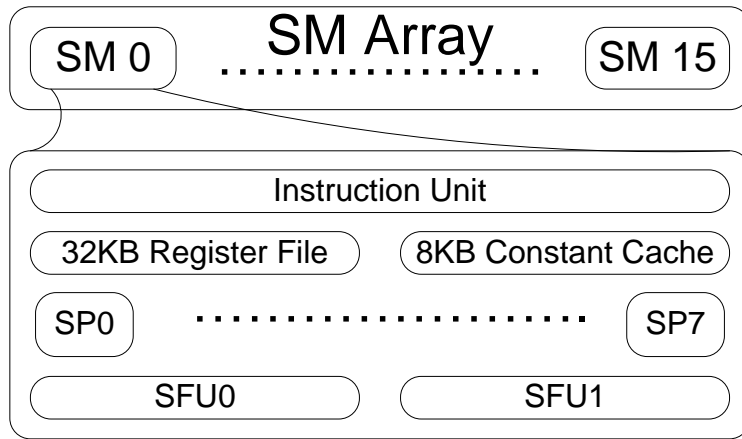 SM Array
SM 0 ................... SM 15
Instruction Unit
32KB Register File 8KB Constant Cache
SP0 ....................... SP7
SFU0 SFU1